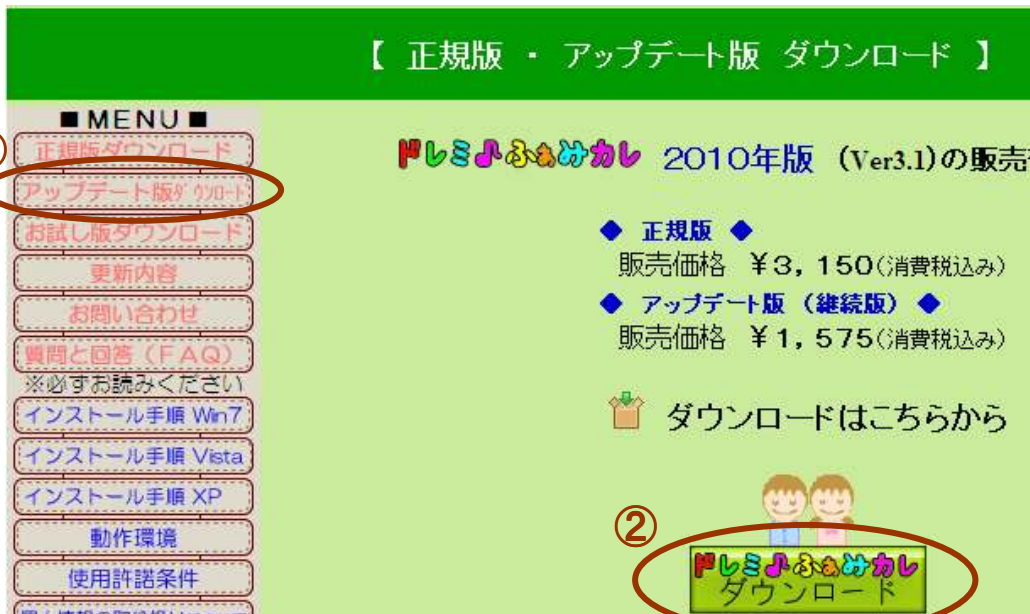 【 正規版 ・ アップデート版 ダウンロード 】
■MENU■
正規版ダウンロード
アップデート版ダウンロード
お試し版ダウンロード
更新内容
お問い合わせ
質問と回答（FAQ）
※必ずお読みください
インストール手順 Win7
インストール手順 Vista
インストール手順 XP
動作環境
使用許諾条件
ドレミ♪ふぁみカレ 2010年版 (Ver3.1)の販売
◆ 正規版 ◆
販売価格 ¥3，150(消費税込み)
◆ アップデート版（継続版） ◆
販売価格 ¥1，575(消費税込み)
ダウンロードはこちらから
②
ドレミ♪ふぁみカレ
ダウンロード